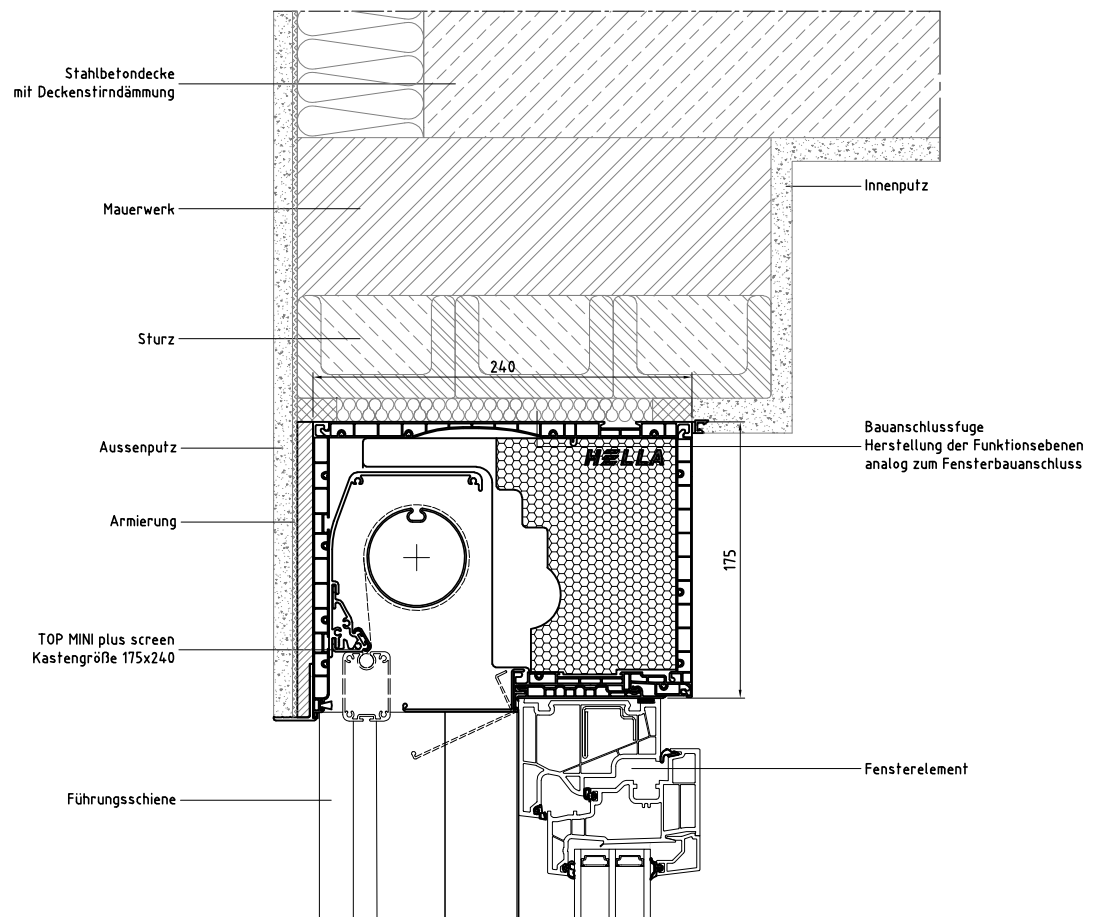 Stahlbetondecke
mit Deckenstirndämmung
Innenputz
Mauerwerk
Sturz
240
Bauanschlussfuge
Herstellung der Funktionsebenen
analog zum Fensterbauanschluss
Aussenputz
HELLA
Armierung
175
TOP MINI plus screen
Kastengröße 175x240
Fensterelement
Führungsschiene